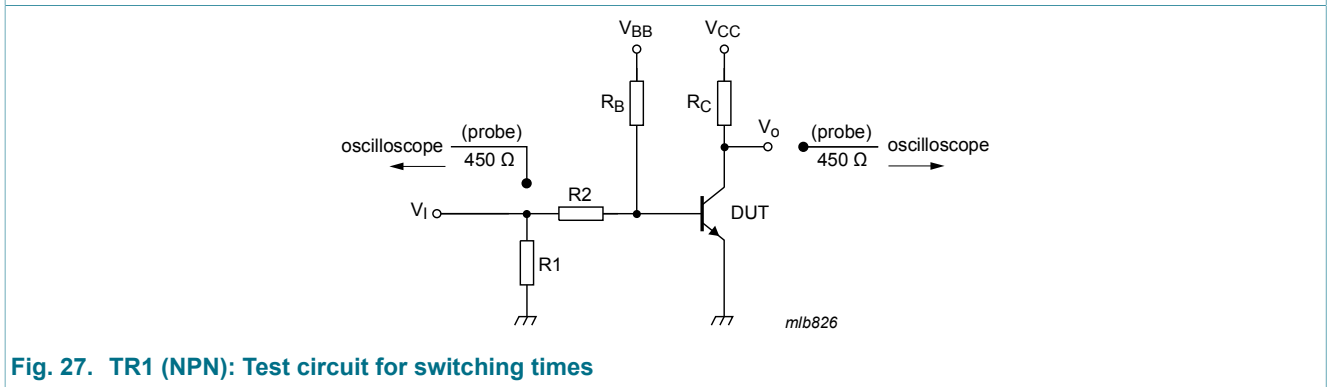 VBB
VCC
RB
RC
oscilloscope
(probe)
450 Ω
Vo
(probe)
450 Ω
oscilloscope
VI
R2
DUT
R1
mlb826
Fig. 27. TR1 (NPN): Test circuit for switching times